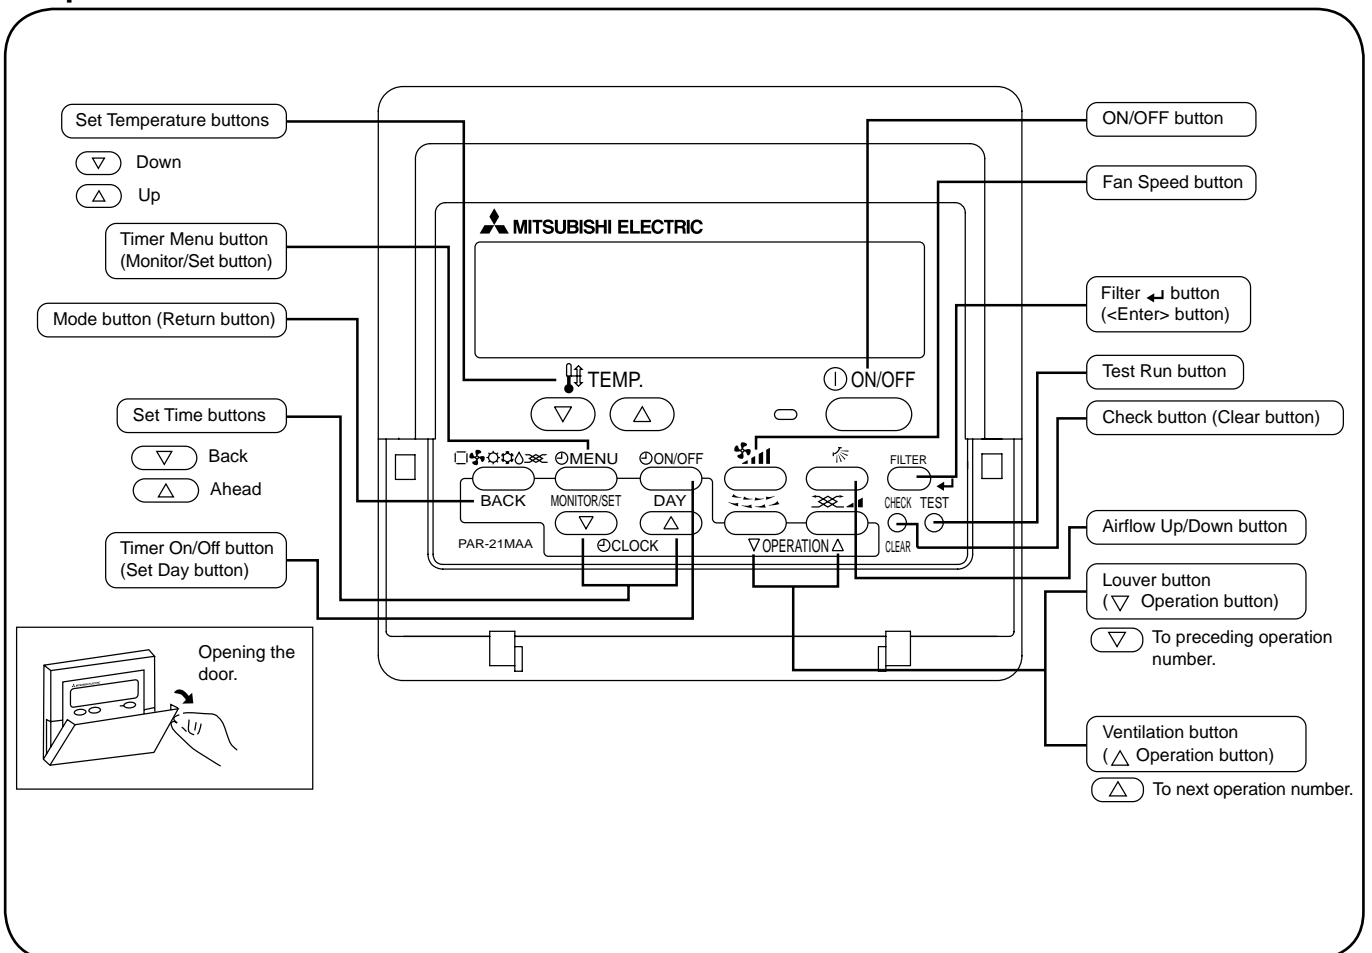 Set Temperature buttons
Down
Up
Timer Menu button
(Monitor/Set button)
Mode button (Return button)
Set Time buttons
Back
Ahead
Timer On/Off button
(Set Day button)
Opening the
door.
MITSUBISHI ELECTRIC
TEMP.
ON/OFF
MENU
ON/OFF
FILTER
BACK
MONITOR/SET
DAY
CHECK
TEST
PAR-21MAA
CLOCK
OPERATION
CLEAR
ON/OFF button
Fan Speed button
Filter ↵ button
(<Enter> button)
Test Run button
Check button (Clear button)
Airflow Up/Down button
Louver button
(▽ Operation button)
To preceding operation
number.
Ventilation button
(△ Operation button)
To next operation number.